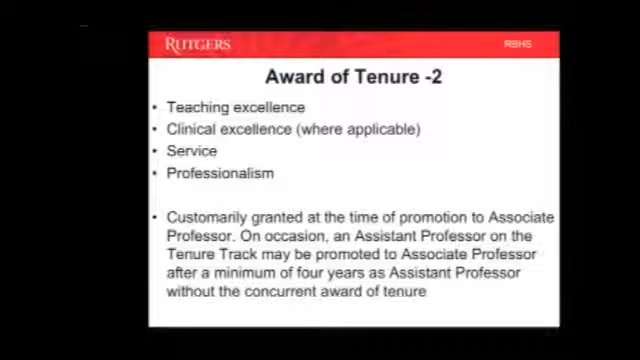 RUTGERS
RBHS
Award of Tenure -2
• Teaching excellence
• Clinical excellence (where applicable)
• Service
• Professionalism
• Customarily granted at the time of promotion to Associate
Professor. On occasion, an Assistant Professor on the
Tenure Track may be promoted to Associate Professor
after a minimum of four years as Assistant Professor
without the concurrent award of tenure